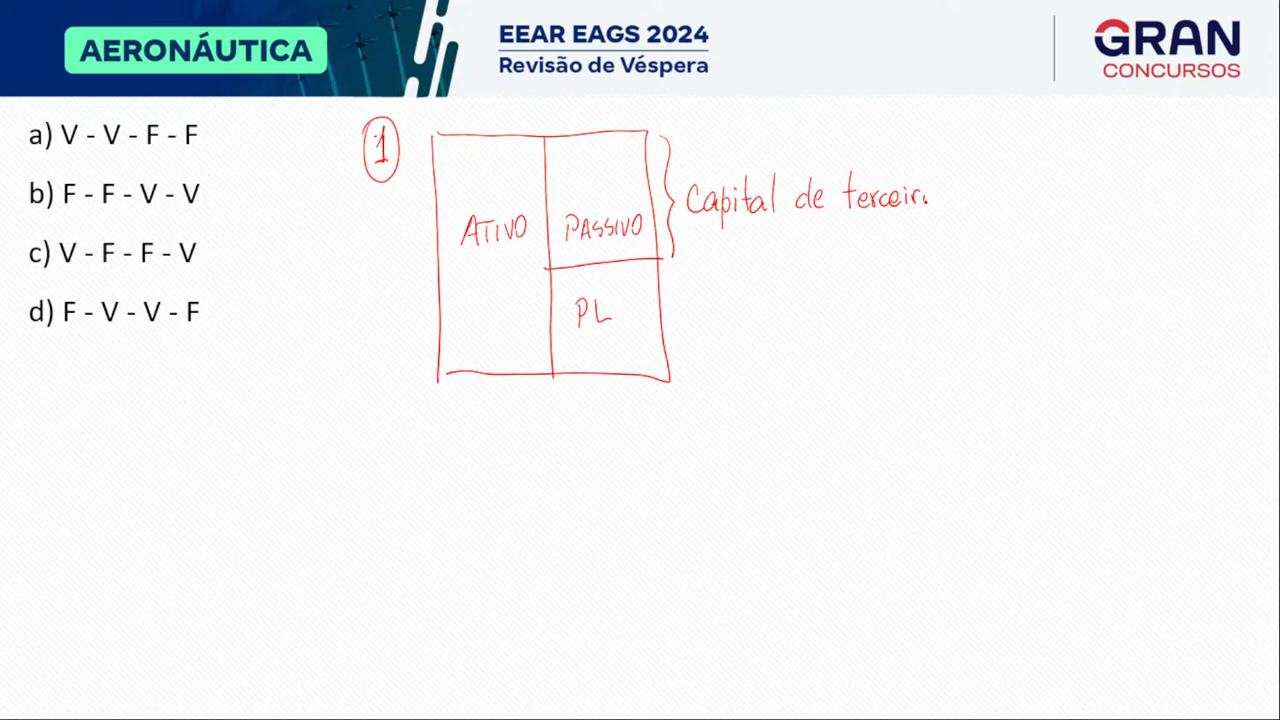 AERONÁUTICA
EEAR EAGS 2024
Revisão de Véspera
GRAN
CONCURSOS
a) V - V - F - F
b) F - F - V - V
c) V - F - F - V
d) F - V - V - F
1
ATIVO
PASSIVO
Capital de terceir.
PL